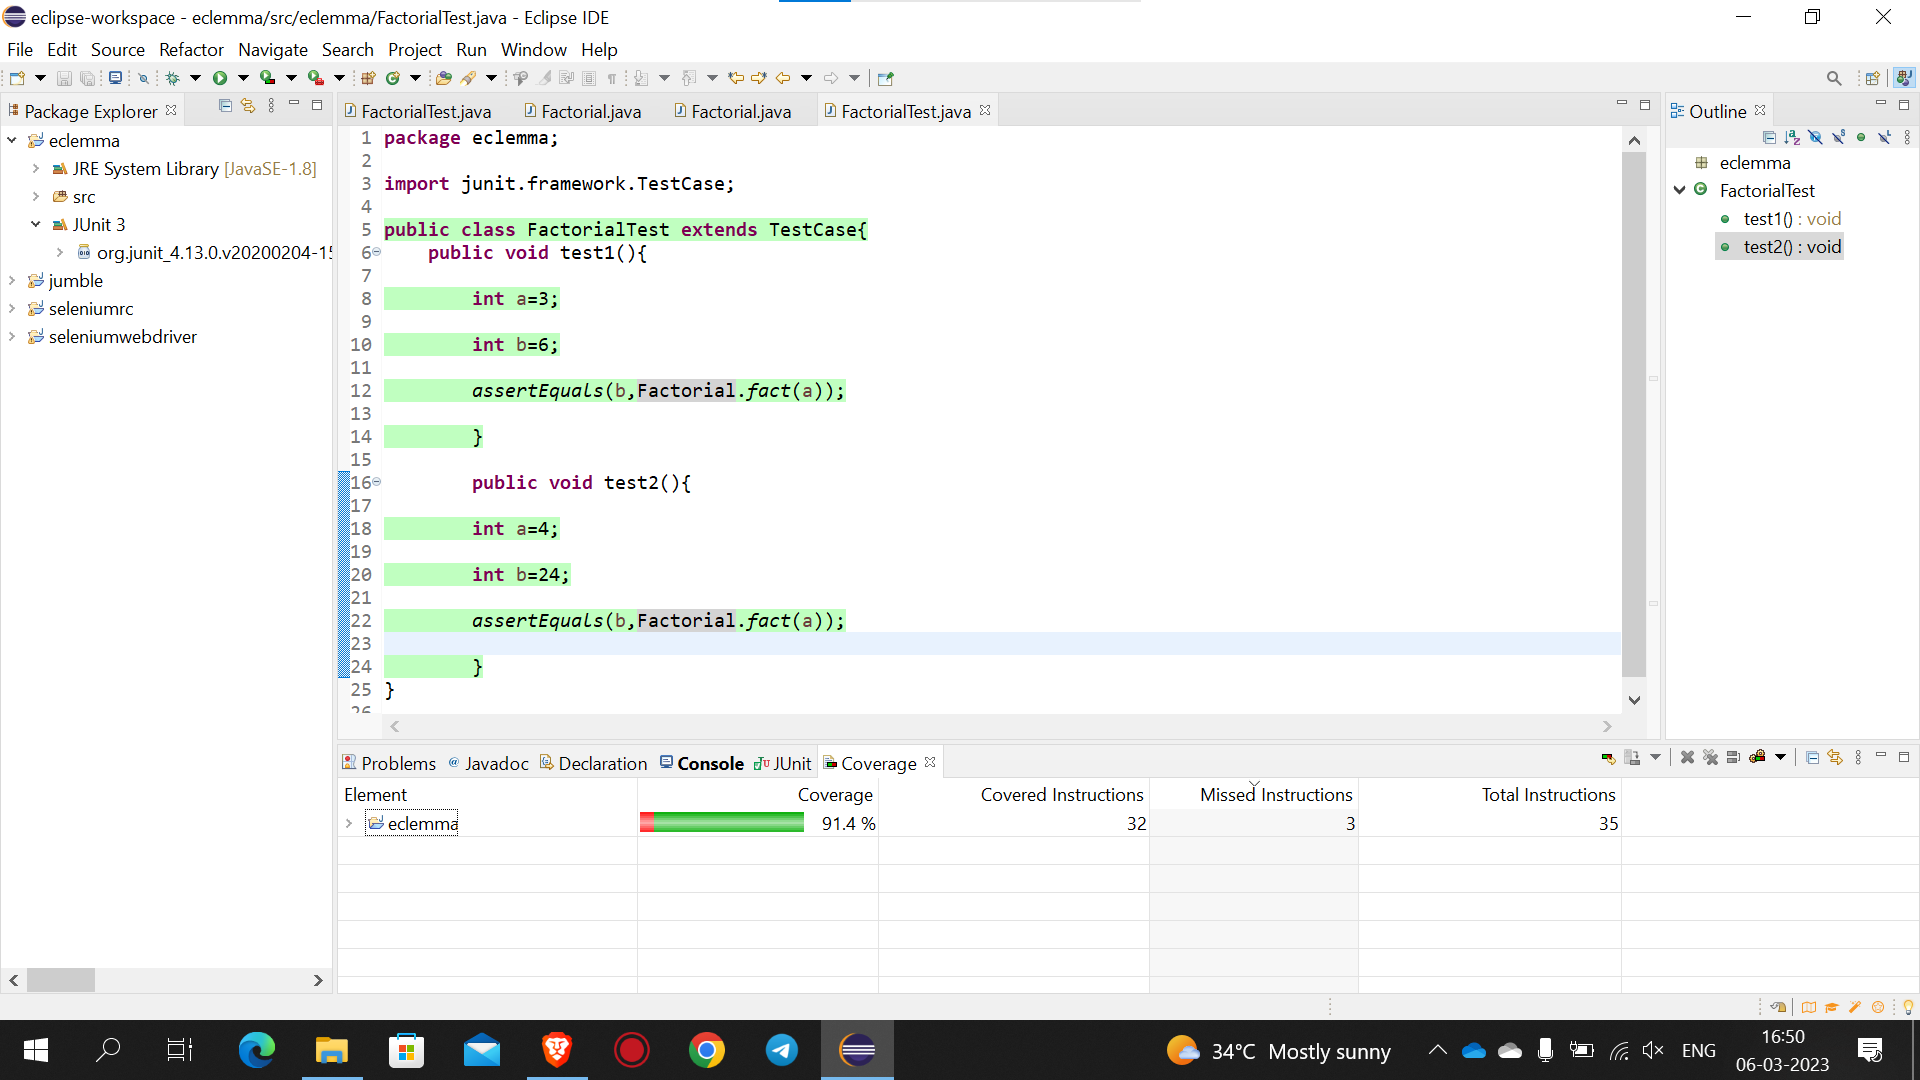 eclipse-workspace - eclemma/src/eclemma/FactorialTest.java - Eclipse IDE
File Edit Source Refactor Navigate Search Project Run Window Help
Package Explorer
eclemma
JRE System Library [JavaSE-1.8]
src
JUnit 3
org.junit_4.13.0.v20200204-15
jumble
seleniumrc
seleniumwebdriver
FactorialTest.java Factorial.java Factorial.java FactorialTest.java
1 package eclemma;
2
3 import junit.framework.TestCase;
4
5 public class FactorialTest extends TestCase{
6 public void test1(){
7
8 int a=3;
9
10 int b=6;
11
12 assertEquals(b,Factorial.fact(a));
13
14 }
15
16 public void test2(){
17
18 int a=4;
19
20 int b=24;
21
22 assertEquals(b,Factorial.fact(a));
23
24 }
25 }
26
Outline
eclemma
FactorialTest
test1() : void
test2() : void
Problems @ Javadoc Declaration Console JUnit Coverage
Element Coverage Covered Instructions Missed Instructions Total Instructions
eclemma 91.4 % 32 3 35
34°C Mostly sunny
ENG
16:50
06-03-2023